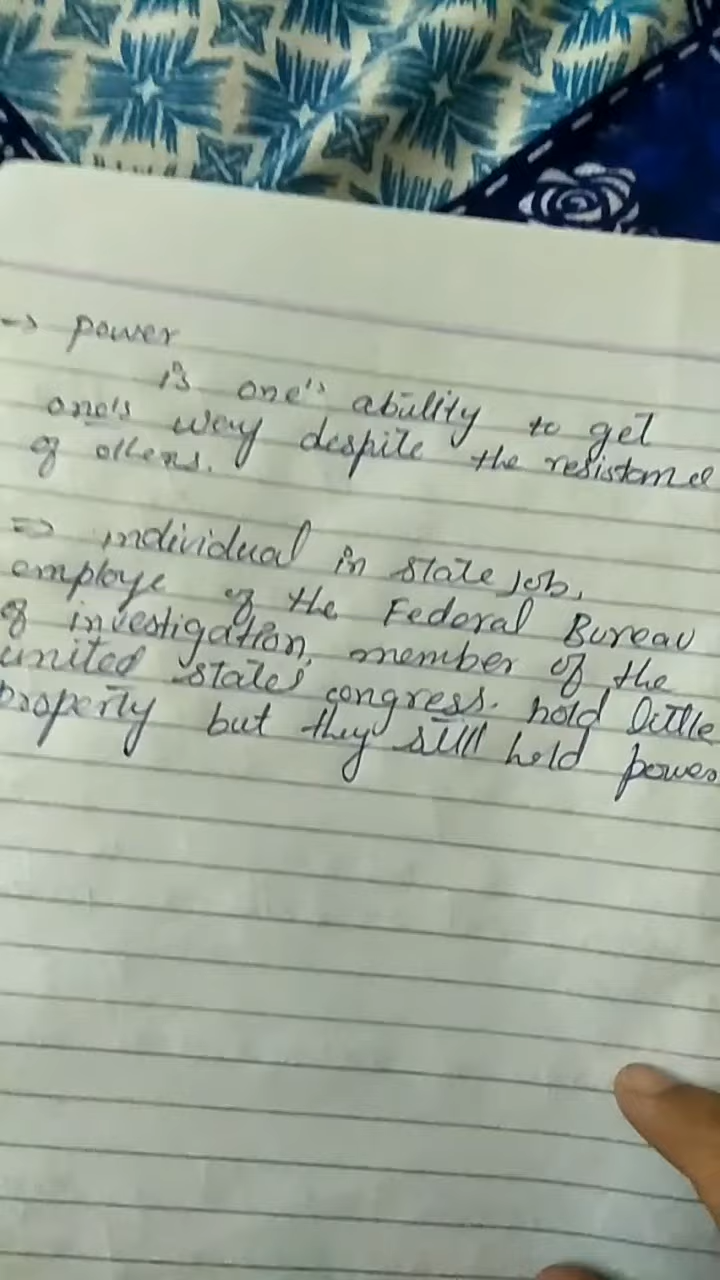 -> power
is one's ability to get
one's way despite the resistance
of others.
=> individual in state job,
employe of the Federal Bureau
of investigation, member of the
united states congress. hold little
property but they still hold power